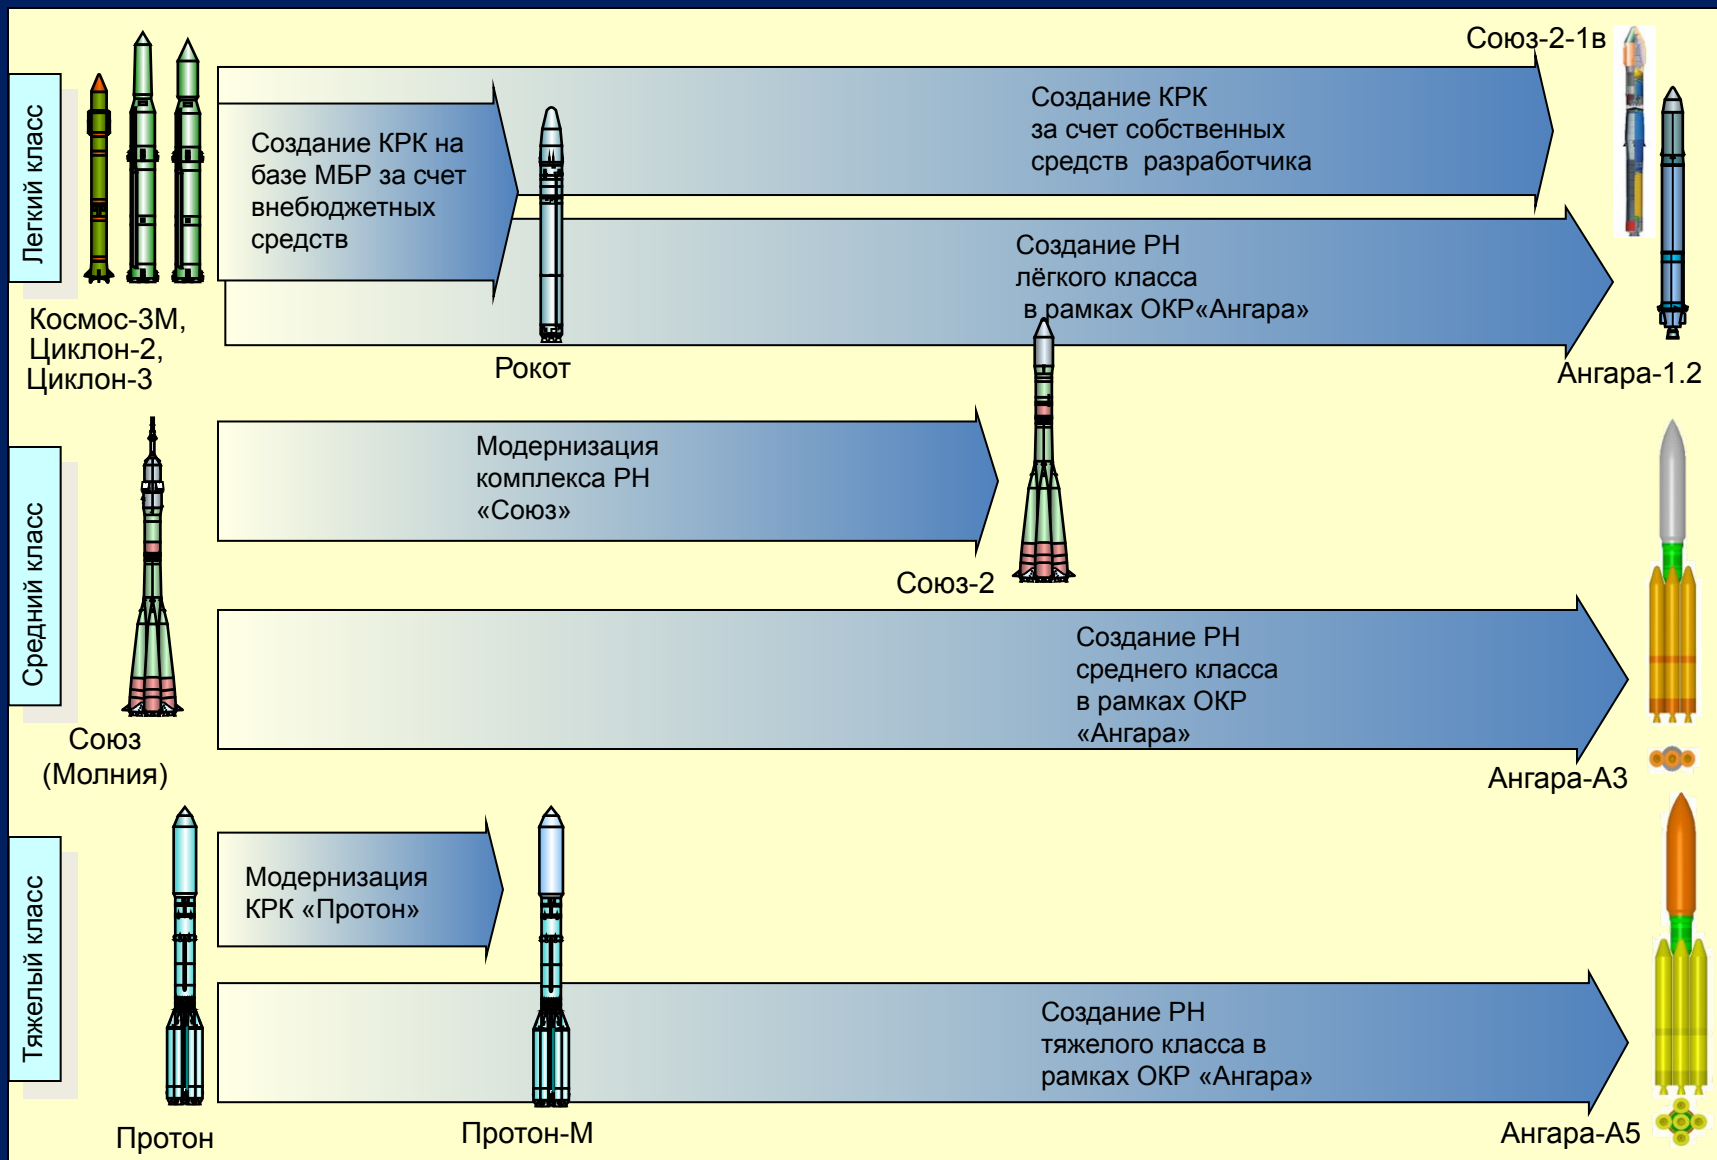 Легкий класс
Космос-3М,
Циклон-2,
Циклон-3
Создание КРК на
базе МБР за счет
внебюджетных
средств
Рокот
Создание КРК
за счет собственных
средств разработчика
Союз-2-1в
Создание РН
лёгкого класса
в рамках ОКР«Ангара»
Ангара-1.2
Средний класс
Союз
(Молния)
Модернизация
комплекса РН
«Союз»
Союз-2
Создание РН
среднего класса
в рамках ОКР
«Ангара»
Ангара-А3
Тяжелый класс
Протон
Модернизация
КРК «Протон»
Протон-М
Создание РН
тяжелого класса в
рамках ОКР «Ангара»
Ангара-А5